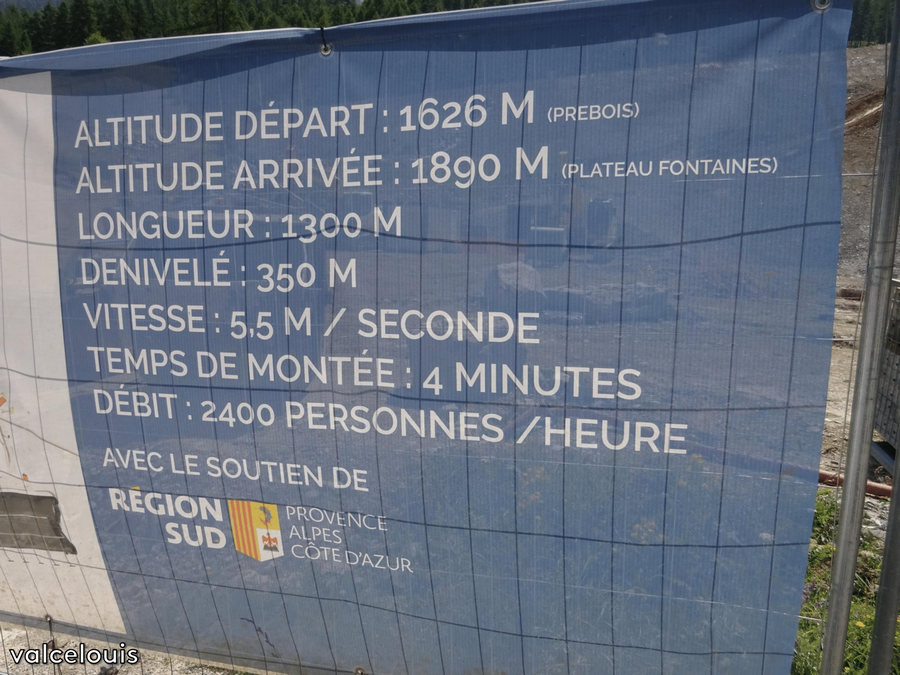 ALTITUDE DÉPART : 1626 M (PREBOIS)
ALTITUDE ARRIVÉE : 1890 M (PLATEAU FONTAINES)
LONGUEUR : 1300 M
DENIVELÉ : 350 M
VITESSE : 5,5 M / SECONDE
TEMPS DE MONTÉE : 4 MINUTES
DÉBIT : 2400 PERSONNES /HEURE
AVEC LE SOUTIEN DE
RÉGION
SUD
PROVENCE
ALPES
CÔTE D'AZUR
valcelouis